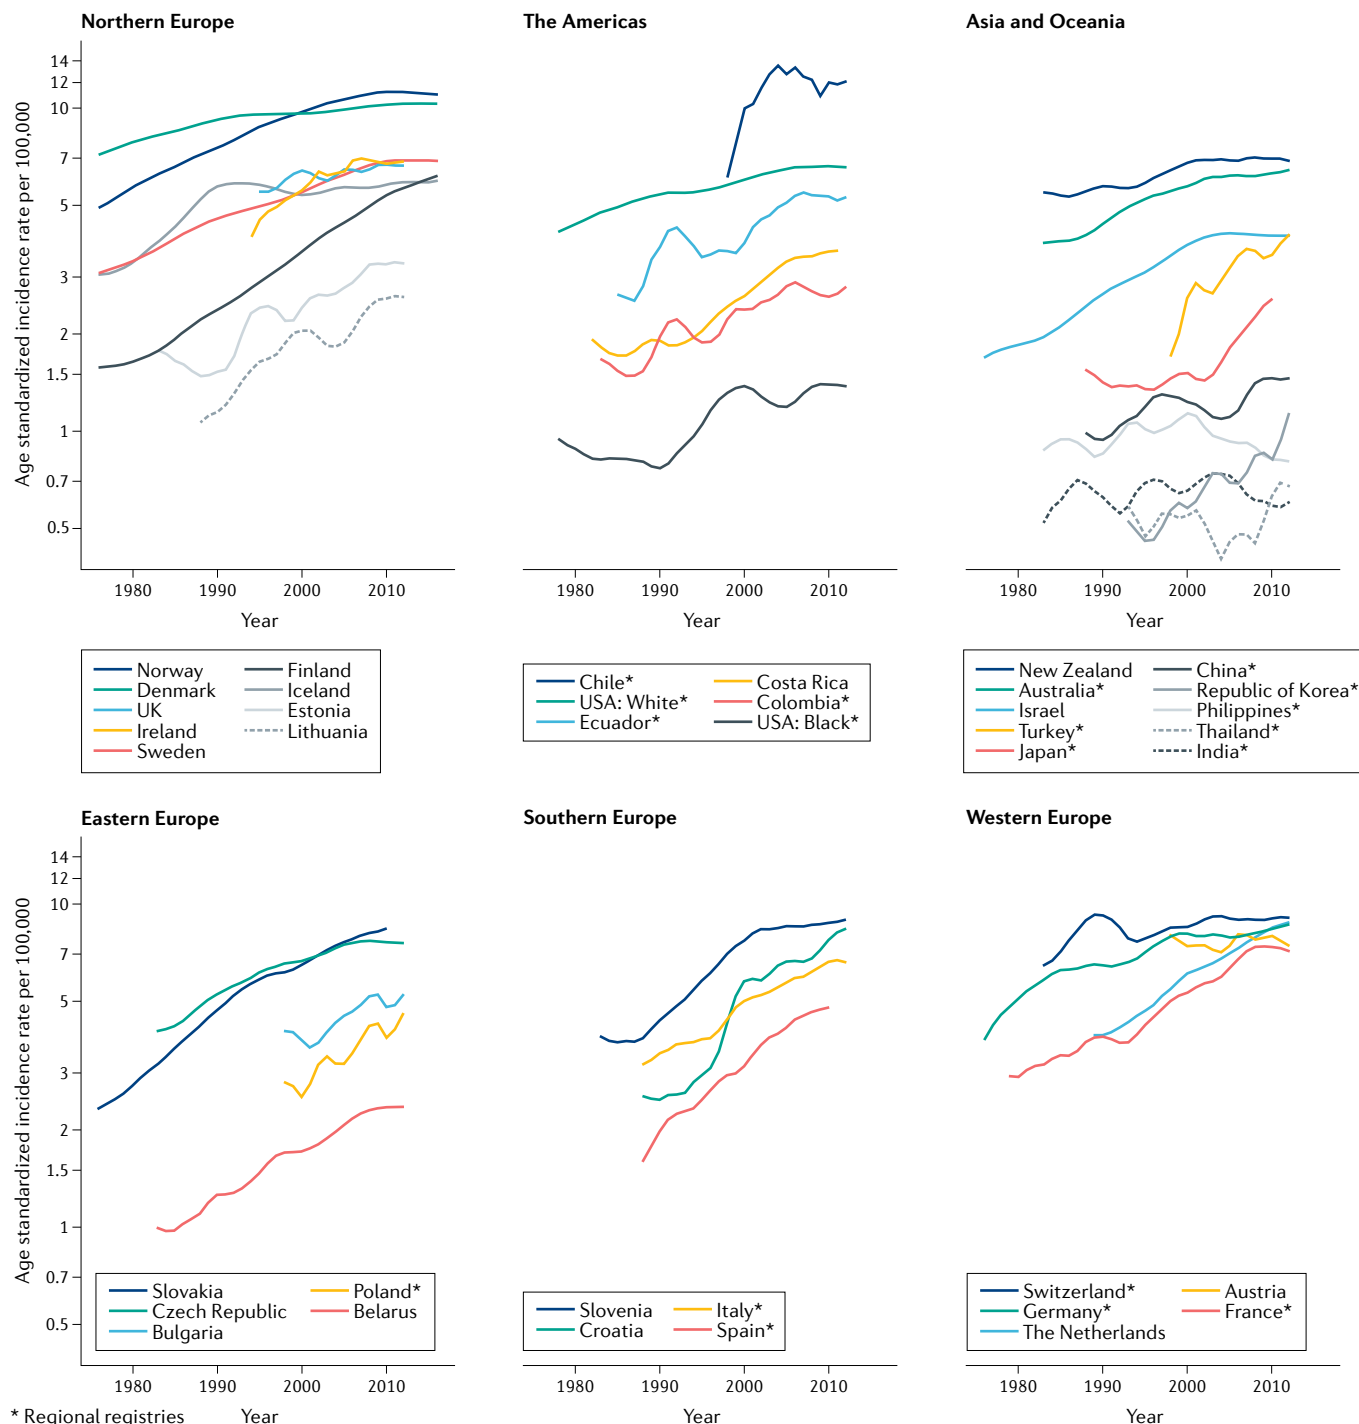 Northern Europe
The Americas
Asia and Oceania
Age standardized incidence rate per 100,000
14
12
10
7
5
3
2
1.5
1
0.7
0.5
1980 1990 2000 2010
1980 1990 2000 2010
1980 1990 2000 2010
Year
Year
Year
Norway
Denmark
UK
Ireland
Sweden
Finland
Iceland
Estonia
Lithuania
Chile*
USA: White*
Ecuador*
Costa Rica
Colombia*
USA: Black*
New Zealand
Australia*
Israel
Turkey*
Japan*
China*
Republic of Korea*
Philippines*
Thailand*
India*
Eastern Europe
Southern Europe
Western Europe
Age standardized incidence rate per 100,000
14
12
10
7
5
3
2
1.5
1
0.7
0.5
Slovakia
Czech Republic
Bulgaria
Poland*
Belarus
Slovenia
Croatia
Italy*
Spain*
Switzerland*
Germany*
The Netherlands
Austria
France*
1980 1990 2000 2010
1980 1990 2000 2010
1980 1990 2000 2010
* Regional registries
Year
Year
Year